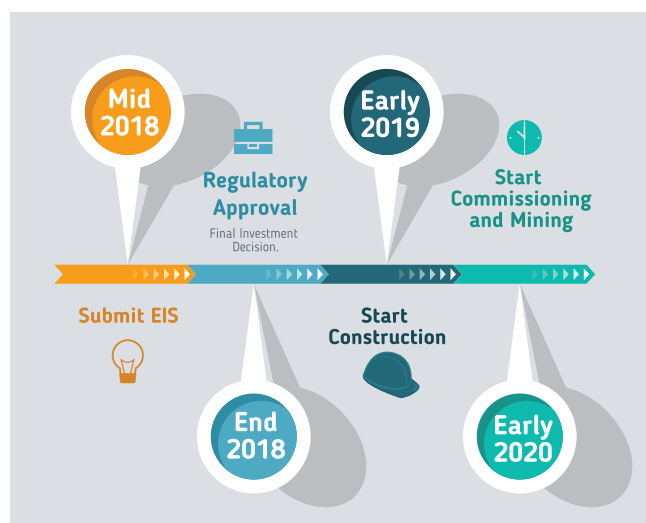 Mid
2018
Submit EIS
Regulatory
Approval
Final Investment
Decision.
End
2018
Early
2019
Start
Construction
Start
Commissioning
and Mining
Early
2020